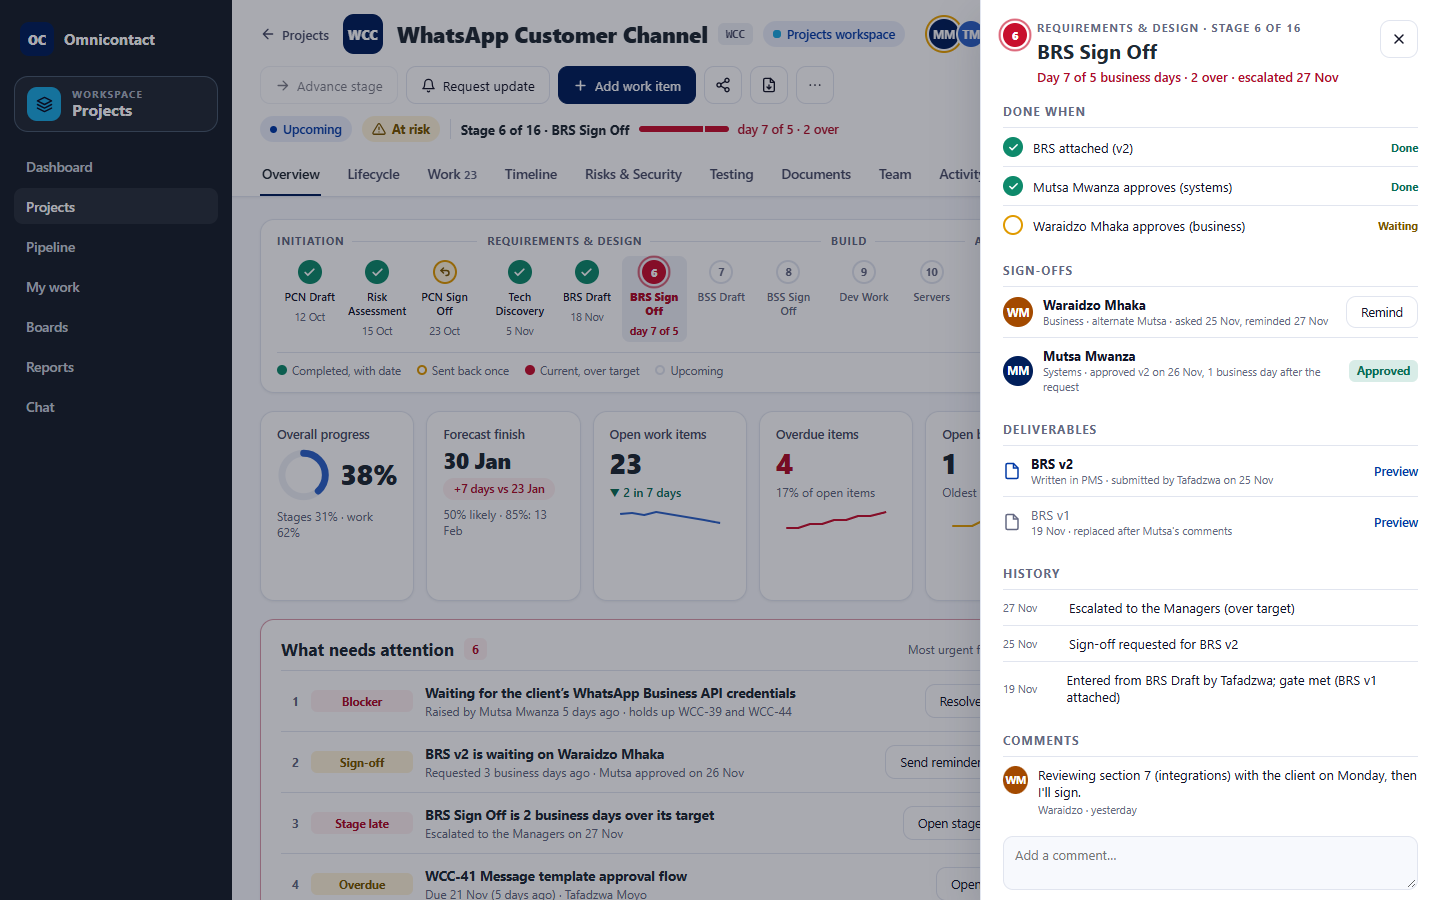 OC Omnicontact
WORKSPACE
Projects
Dashboard
Projects
Pipeline
My work
Boards
Reports
Chat
Projects
WCC
WhatsApp Customer Channel
WCC
Projects workspace
MM
TM
Advance stage
Request update
Add work item
Upcoming
At risk
Stage 6 of 16 · BRS Sign Off
day 7 of 5 · 2 over
Overview
Lifecycle
Work 23
Timeline
Risks & Security
Testing
Documents
Team
Activity
INITIATION
REQUIREMENTS & DESIGN
BUILD
PCN Draft
12 Oct
Risk Assessment
15 Oct
PCN Sign Off
23 Oct
Tech Discovery
5 Nov
BRS Draft
18 Nov
6
BRS Sign Off
day 7 of 5
7
BSS Draft
8
BSS Sign Off
9
Dev Work
10
Servers
Completed, with date
Sent back once
Current, over target
Upcoming
Overall progress
38%
Stages 31% · work
62%
Forecast finish
30 Jan
+7 days vs 23 Jan
50% likely · 85%: 13
Feb
Open work items
23
▼ 2 in 7 days
Overdue items
4
17% of open items
Open b
1
Oldest
What needs attention 6
Most urgent f
1
Blocker
Waiting for the client's WhatsApp Business API credentials
Raised by Mutsa Mwanza 5 days ago · holds up WCC-39 and WCC-44
Resolve
2
Sign-off
BRS v2 is waiting on Waraidzo Mhaka
Requested 3 business days ago · Mutsa approved on 26 Nov
Send reminder
3
Stage late
BRS Sign Off is 2 business days over its target
Escalated to the Managers on 27 Nov
Open stage
4
Overdue
WCC-41 Message template approval flow
Due 21 Nov (5 days ago) · Tafadzwa Moyo
Open
6
REQUIREMENTS & DESIGN · STAGE 6 OF 16
BRS Sign Off
Day 7 of 5 business days · 2 over · escalated 27 Nov
DONE WHEN
BRS attached (v2)
Done
Mutsa Mwanza approves (systems)
Done
Waraidzo Mhaka approves (business)
Waiting
SIGN-OFFS
WM
Waraidzo Mhaka
Business · alternate Mutsa · asked 25 Nov, reminded 27 Nov
Remind
MM
Mutsa Mwanza
Systems · approved v2 on 26 Nov, 1 business day after the
request
Approved
DELIVERABLES
BRS v2
Written in PMS · submitted by Tafadzwa on 25 Nov
Preview
BRS v1
19 Nov · replaced after Mutsa's comments
Preview
HISTORY
27 Nov
Escalated to the Managers (over target)
25 Nov
Sign-off requested for BRS v2
19 Nov
Entered from BRS Draft by Tafadzwa; gate met (BRS v1
attached)
COMMENTS
WM
Reviewing section 7 (integrations) with the client on Monday, then
I'll sign.
Waraidzo · yesterday
Add a comment...